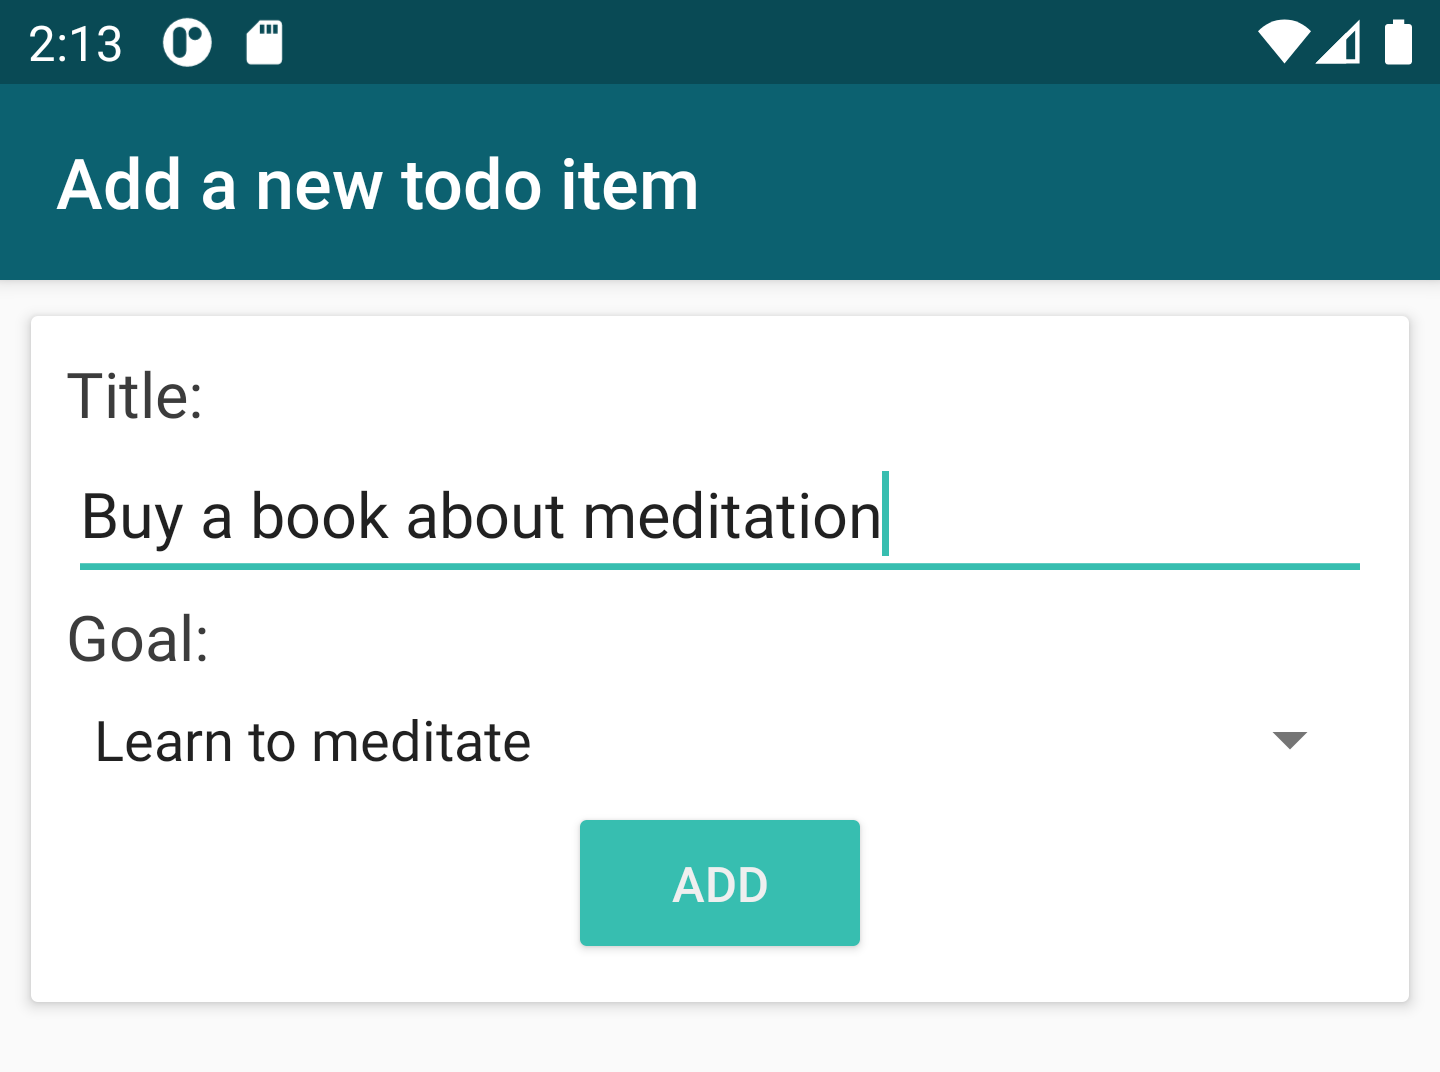 2:13
Add a new todo item
Title:
Buy a book about meditation
Goal:
Learn to meditate
ADD